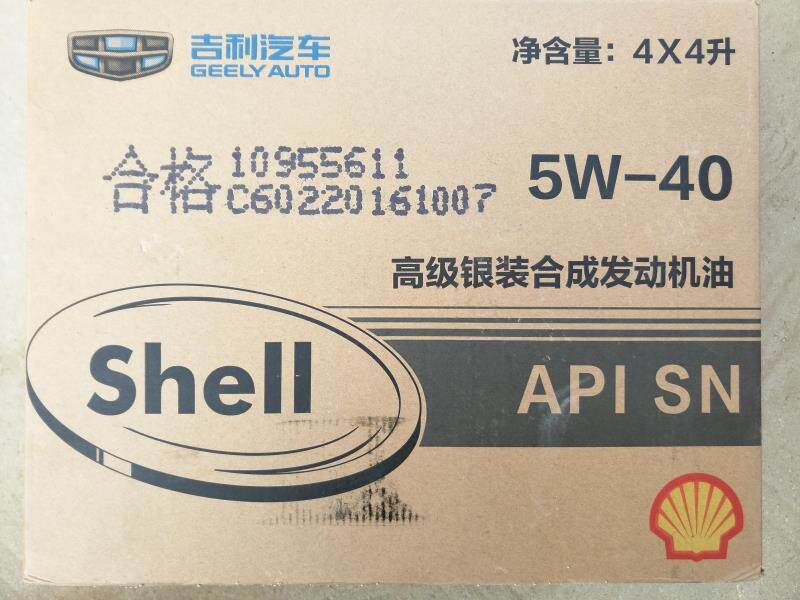 吉利汽车
GEELY AUTO
净含量：4X4升
合格 10955611
C60220161007
5W-40
高级银装合成发动机油
Shell
API SN